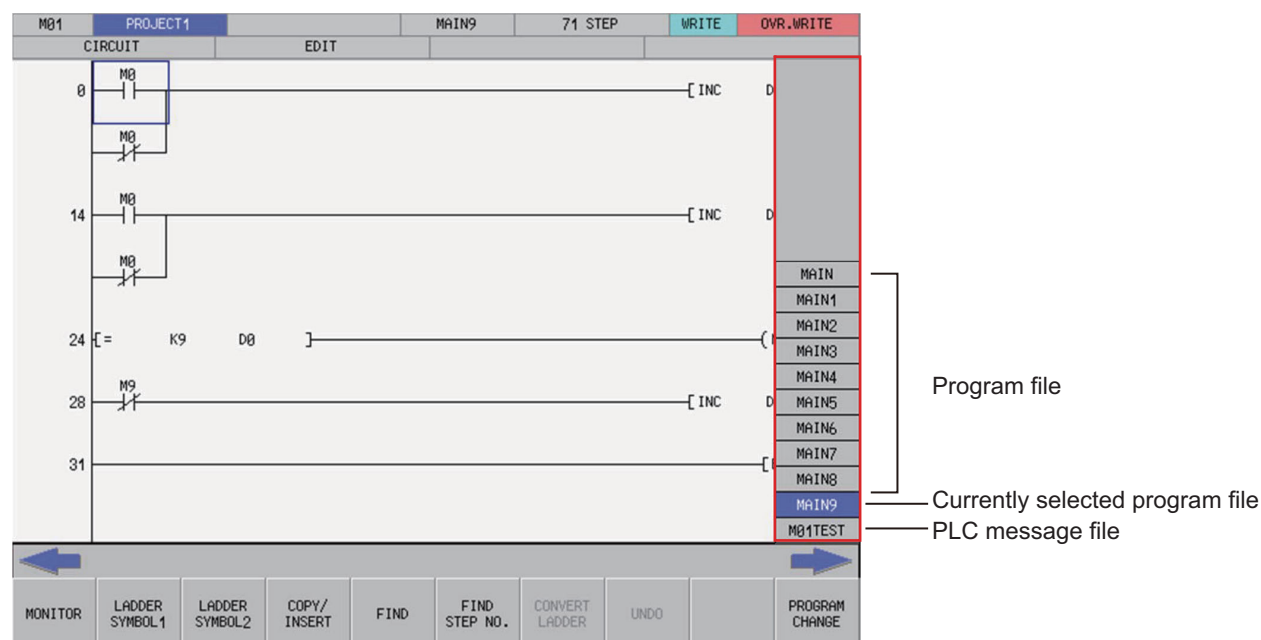 M01 PROJECT1 MAIN9 71 STEP WRITE OVR.WRITE
CIRCUIT EDIT
M0
0 INC D
M0
M0
14 INC D
M0
MAIN
MAIN1
MAIN2
24 = K9 D0
MAIN3
MAIN4 Program file
M9
28 INC D MAIN5
MAIN6
MAIN7
31
MAIN8
MAIN9 Currently selected program file
M01TEST PLC message file
MONITOR LADDER SYMBOL1 LADDER SYMBOL2 COPY/ INSERT FIND FIND STEP NO. CONVERT LADDER UNDO PROGRAM CHANGE